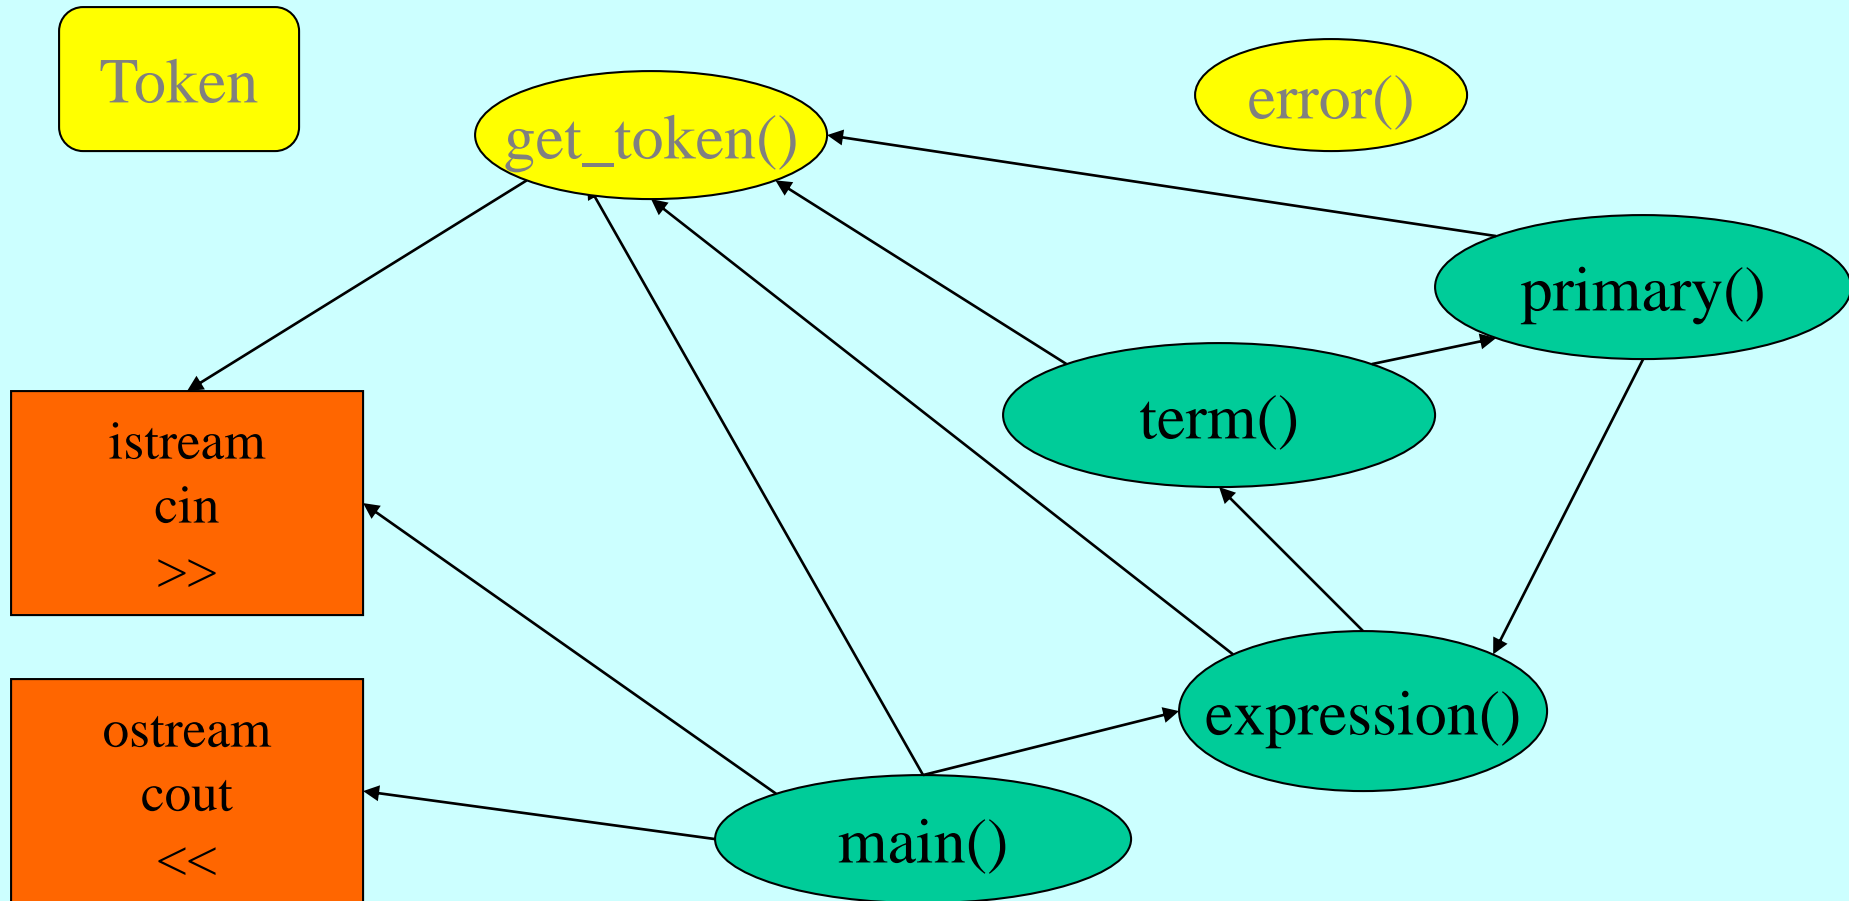 Token
get_token()
error()
primary()
term()
istream
cin
>>
expression()
ostream
cout
<<
main()